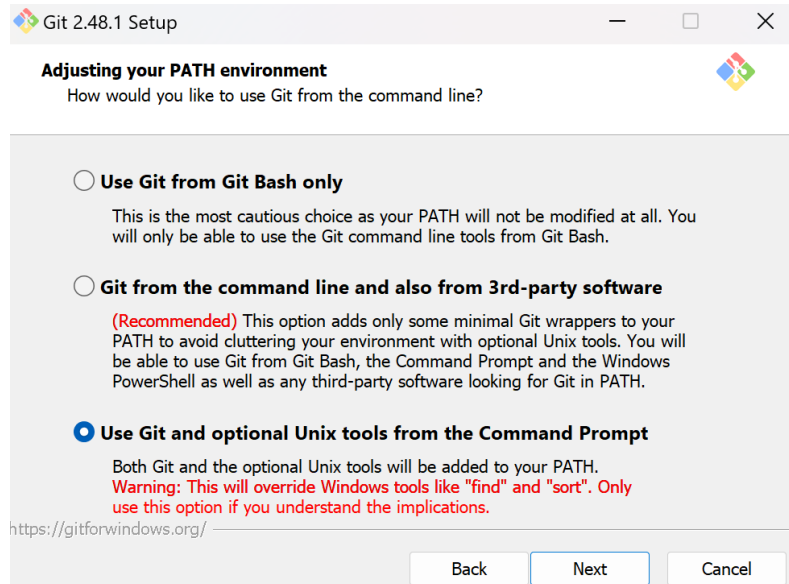 Git 2.48.1 Setup
Adjusting your PATH environment
How would you like to use Git from the command line?
Use Git from Git Bash only
This is the most cautious choice as your PATH will not be modified at all. You
will only be able to use the Git command line tools from Git Bash.
Git from the command line and also from 3rd-party software
(Recommended) This option adds only some minimal Git wrappers to your
PATH to avoid cluttering your environment with optional Unix tools. You will
be able to use Git from Git Bash, the Command Prompt and the Windows
PowerShell as well as any third-party software looking for Git in PATH.
Use Git and optional Unix tools from the Command Prompt
Both Git and the optional Unix tools will be added to your PATH.
Warning: This will override Windows tools like "find" and "sort". Only
use this option if you understand the implications.
https://gitforwindows.org/
Back
Next
Cancel